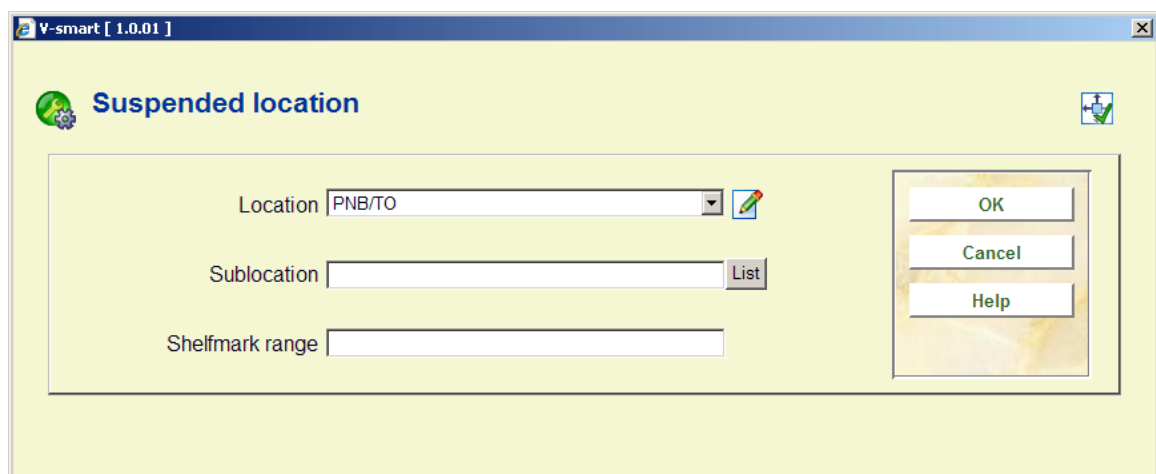 V-smart [ 1.0.01 ]
Suspended location
Location PNB/TO
OK
Cancel
Sublocation List
Help
Shelfmark range